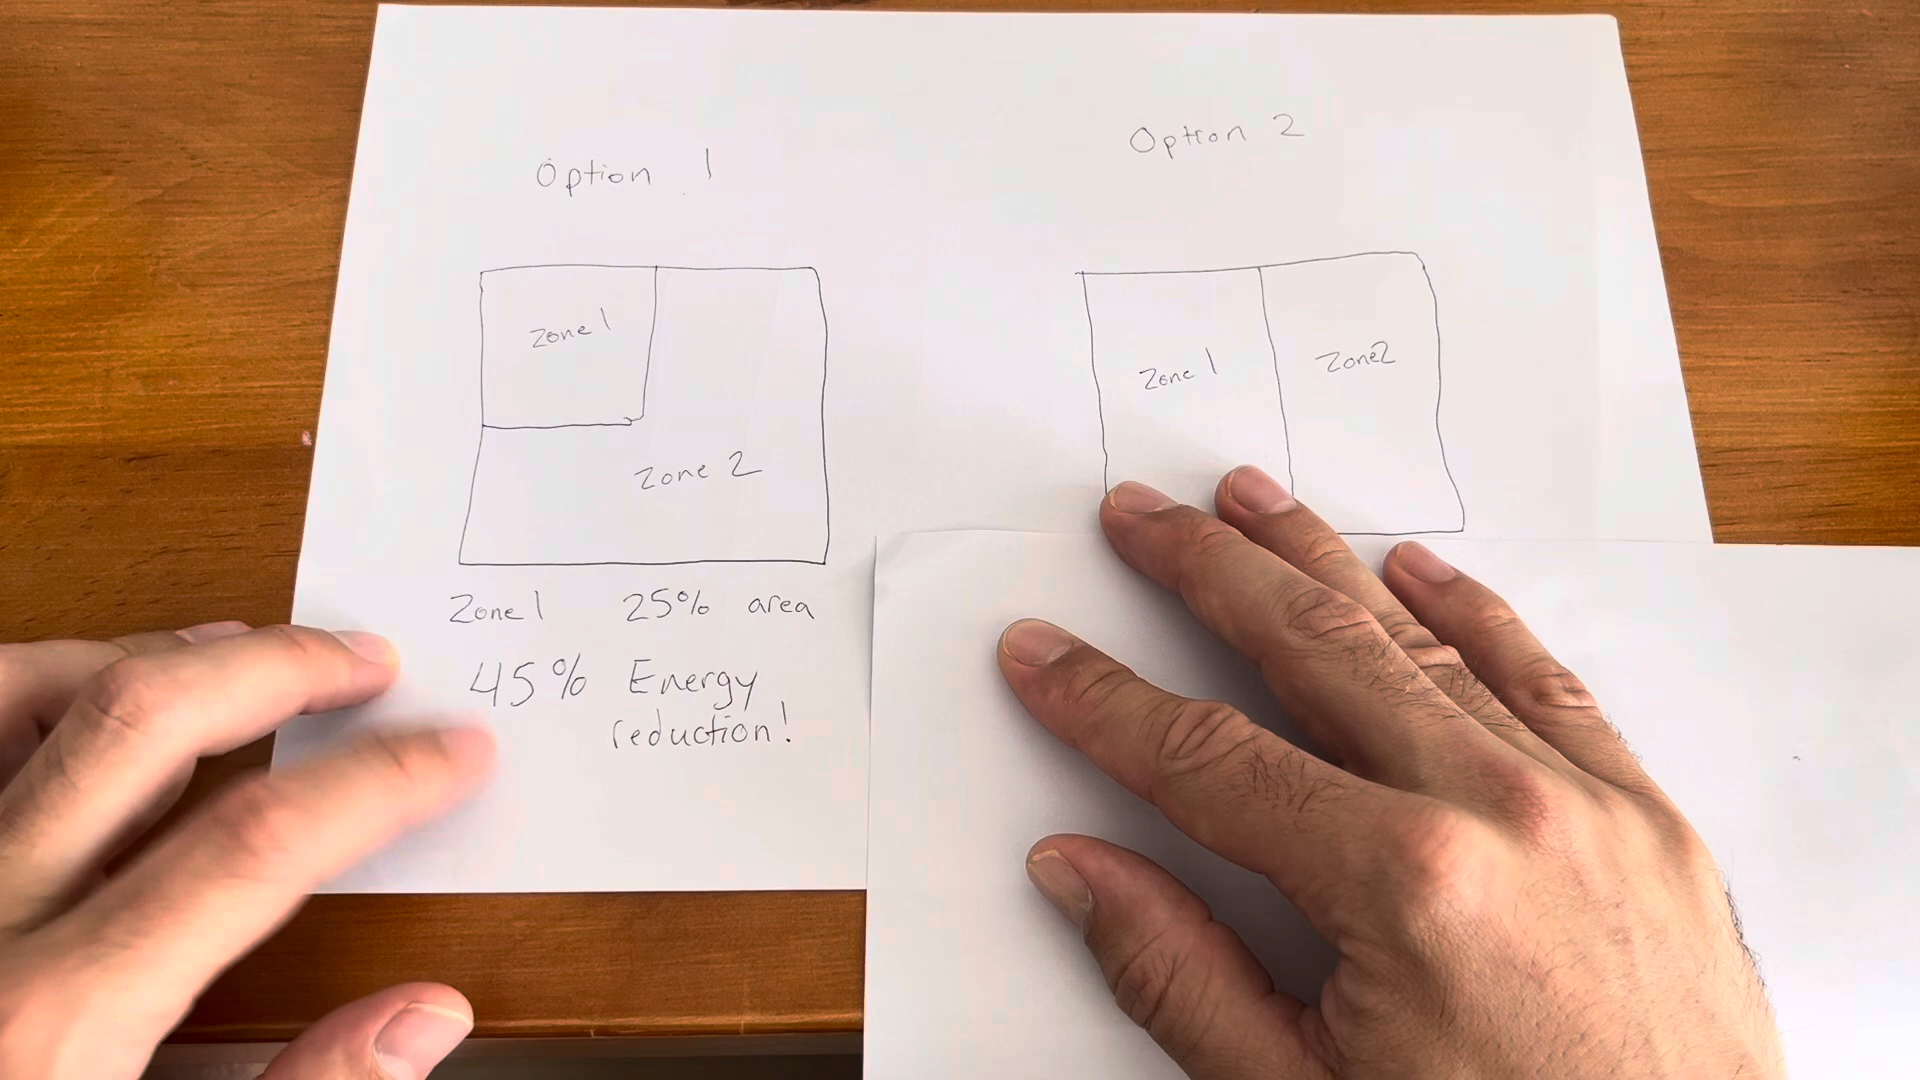 Option 1
Zone 1
Zone 2
Zone 1 25% area
45% Energy
reduction!
Option 2
Zone 1
Zone2